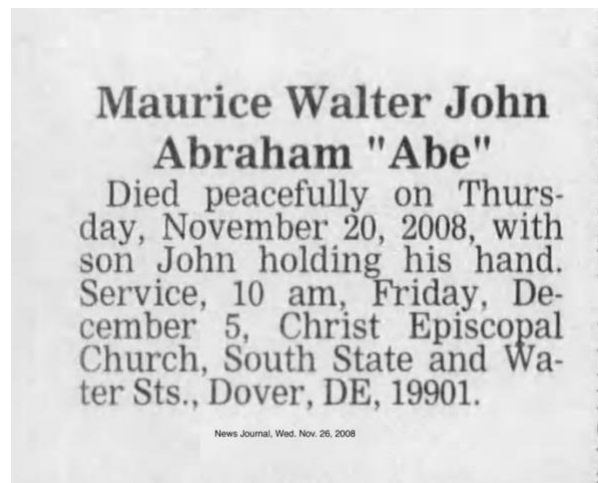 Maurice Walter John
Abraham "Abe"
Died peacefully on Thurs-
day, November 20, 2008, with
son John holding his hand.
Service, 10 am, Friday, De-
cember 5, Christ Episcopal
Church, South State and Wa-
ter Sts., Dover, DE, 19901.
News Journal, Wed. Nov. 26, 2008